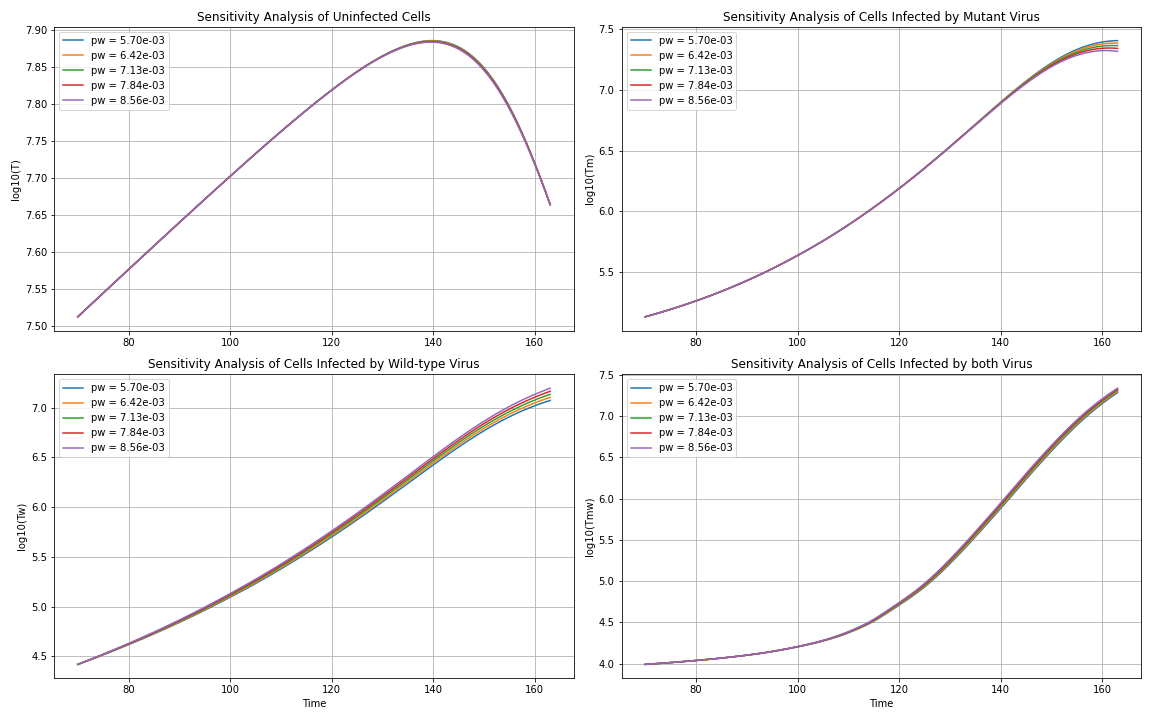 Sensitivity Analysis of Uninfected Cells
log10(T)
7.90
7.85
7.80
7.75
7.70
7.65
7.60
7.55
7.50
pw = 5.70e-03
pw = 6.42e-03
pw = 7.13e-03
pw = 7.84e-03
pw = 8.56e-03
80 100 120 140 160
Sensitivity Analysis of Cells Infected by Mutant Virus
log10(Tm)
7.5
7.0
6.5
6.0
5.5
pw = 5.70e-03
pw = 6.42e-03
pw = 7.13e-03
pw = 7.84e-03
pw = 8.56e-03
80 100 120 140 160
Sensitivity Analysis of Cells Infected by Wild-type Virus
log10(Tw)
7.0
6.5
6.0
5.5
5.0
4.5
pw = 5.70e-03
pw = 6.42e-03
pw = 7.13e-03
pw = 7.84e-03
pw = 8.56e-03
80 100 120 140 160
Time
Sensitivity Analysis of Cells Infected by both Virus
log10(Tmw)
7.5
7.0
6.5
6.0
5.5
5.0
4.5
4.0
pw = 5.70e-03
pw = 6.42e-03
pw = 7.13e-03
pw = 7.84e-03
pw = 8.56e-03
80 100 120 140 160
Time